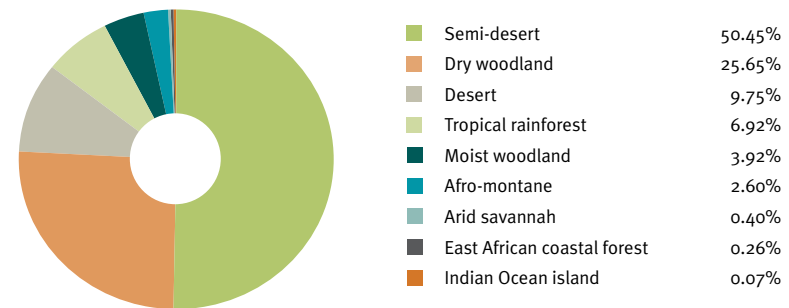 Semi-desert 50.45%
Dry woodland 25.65%
Desert 9.75%
Tropical rainforest 6.92%
Moist woodland 3.92%
Afro-montane 2.60%
Arid savannah 0.40%
East African coastal forest 0.26%
Indian Ocean island 0.07%